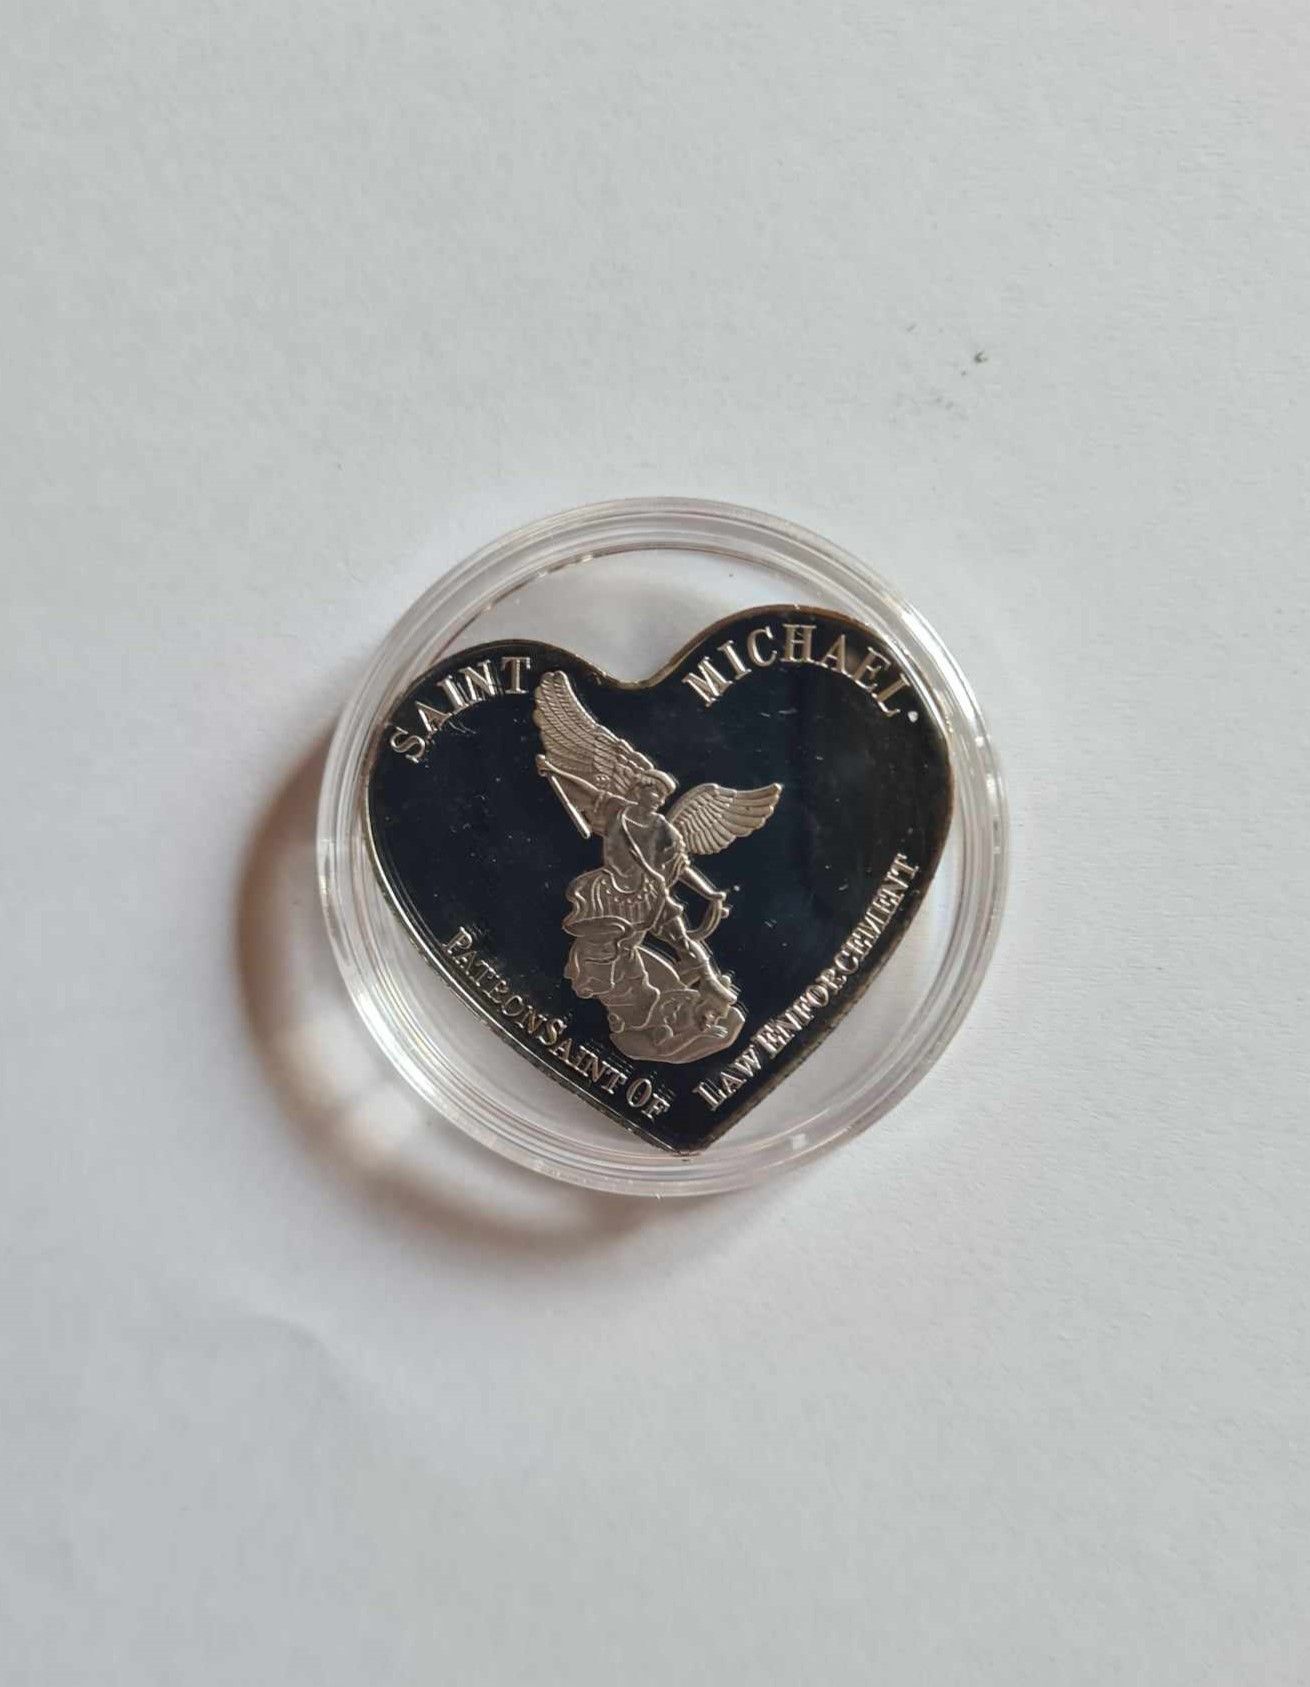 SAINT MICHAEL
PATRON SAINT OF LAW ENFORCEMENT